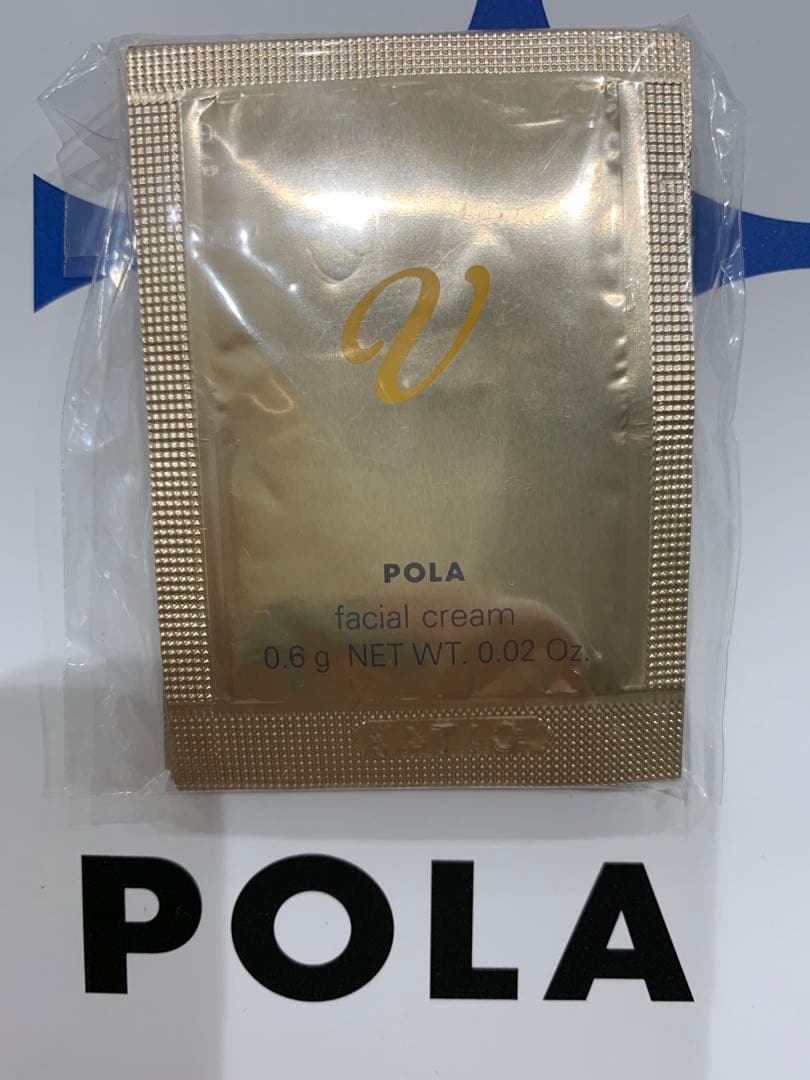 V
POLA
facial cream
0.6 g NET WT. 0.02 Oz.
POLA